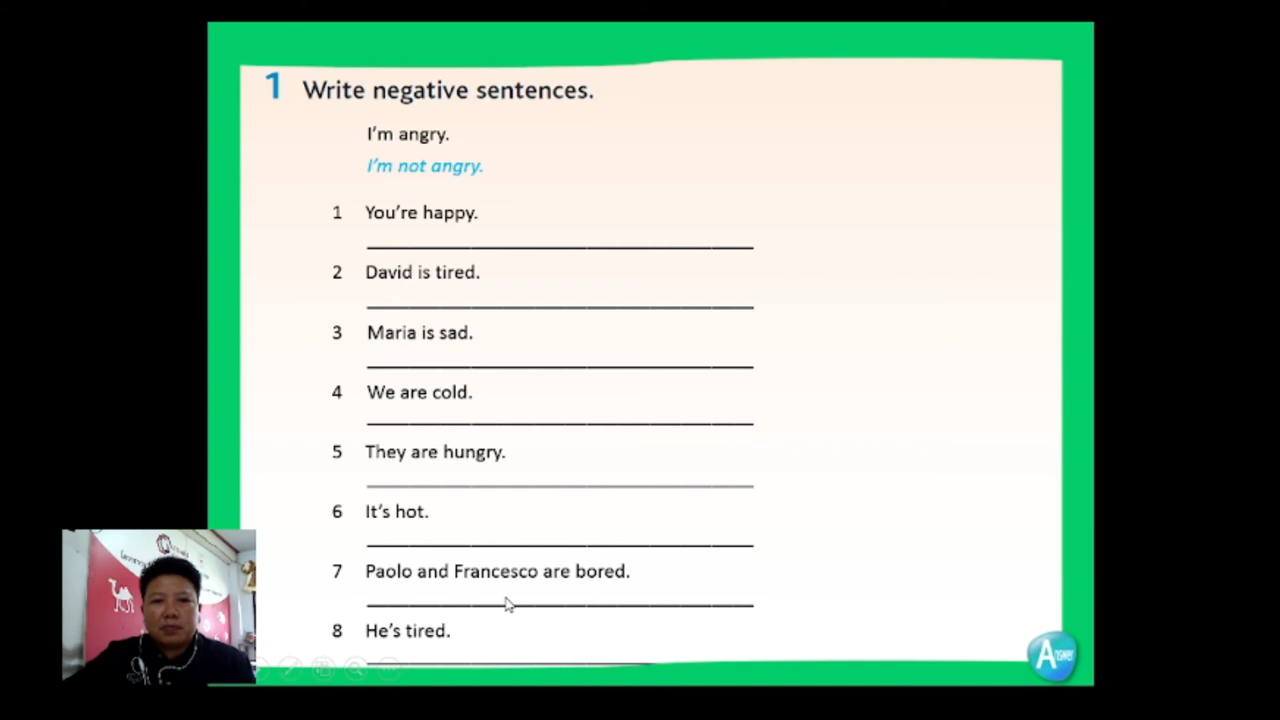 1 Write negative sentences.
I'm angry.
I'm not angry.
1 You're happy.
2 David is tired.
3 Maria is sad.
4 We are cold.
5 They are hungry.
6 It's hot.
7 Paolo and Francesco are bored.
8 He's tired.
Answer